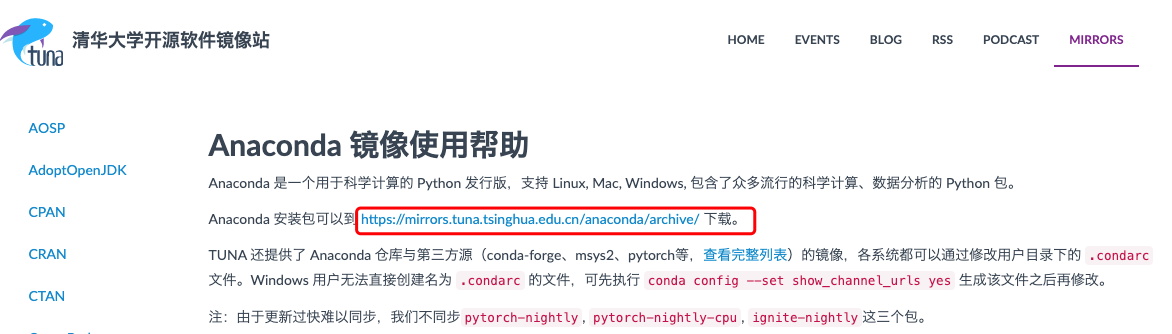 tuna 清华大学开源软件镜像站
HOME EVENTS BLOG RSS PODCAST MIRRORS
AOSP
AdoptOpenJDK
CPAN
CRAN
CTAN
Anaconda 镜像使用帮助
Anaconda 是一个用于科学计算的 Python 发行版，支持 Linux, Mac, Windows, 包含了众多流行的科学计算、数据分析的 Python 包。
Anaconda 安装包可以到 https://mirrors.tuna.tsinghua.edu.cn/anaconda/archive/ 下载。
TUNA 还提供了 Anaconda 仓库与第三方源（conda-forge、msys2、pytorch等，查看完整列表）的镜像，各系统都可以通过修改用户目录下的 .condarc
文件。Windows 用户无法直接创建名为 .condarc 的文件，可先执行 conda config --set show_channel_urls yes 生成该文件之后再修改。
注：由于更新过快难以同步，我们不同步 pytorch-nightly, pytorch-nightly-cpu, ignite-nightly 这三个包。